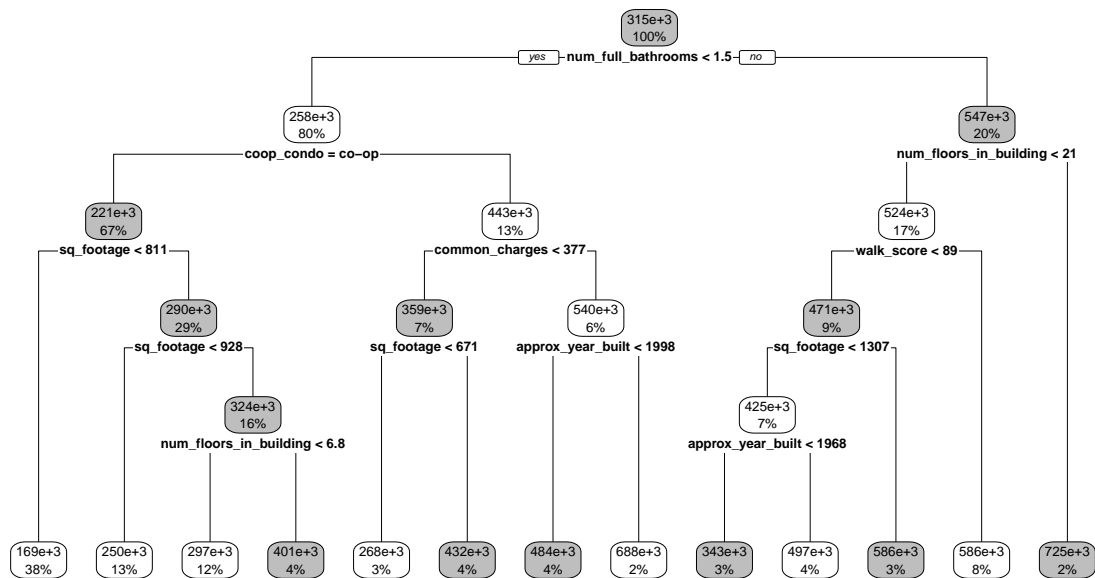 315e+3
100%
yes num_full_bathrooms < 1.5 no
258e+3
80%
coop_condo = co−op
547e+3
20%
num_floors_in_building < 21
221e+3
67%
sq_footage < 811
443e+3
13%
common_charges < 377
524e+3
17%
walk_score < 89
290e+3
29%
sq_footage < 928
359e+3
7%
sq_footage < 671
540e+3
6%
approx_year_built < 1998
471e+3
9%
sq_footage < 1307
324e+3
16%
num_floors_in_building < 6.8
425e+3
7%
approx_year_built < 1968
169e+3
38%
250e+3
13%
297e+3
12%
401e+3
4%
268e+3
3%
432e+3
4%
484e+3
4%
688e+3
2%
343e+3
3%
497e+3
4%
586e+3
3%
586e+3
8%
725e+3
2%